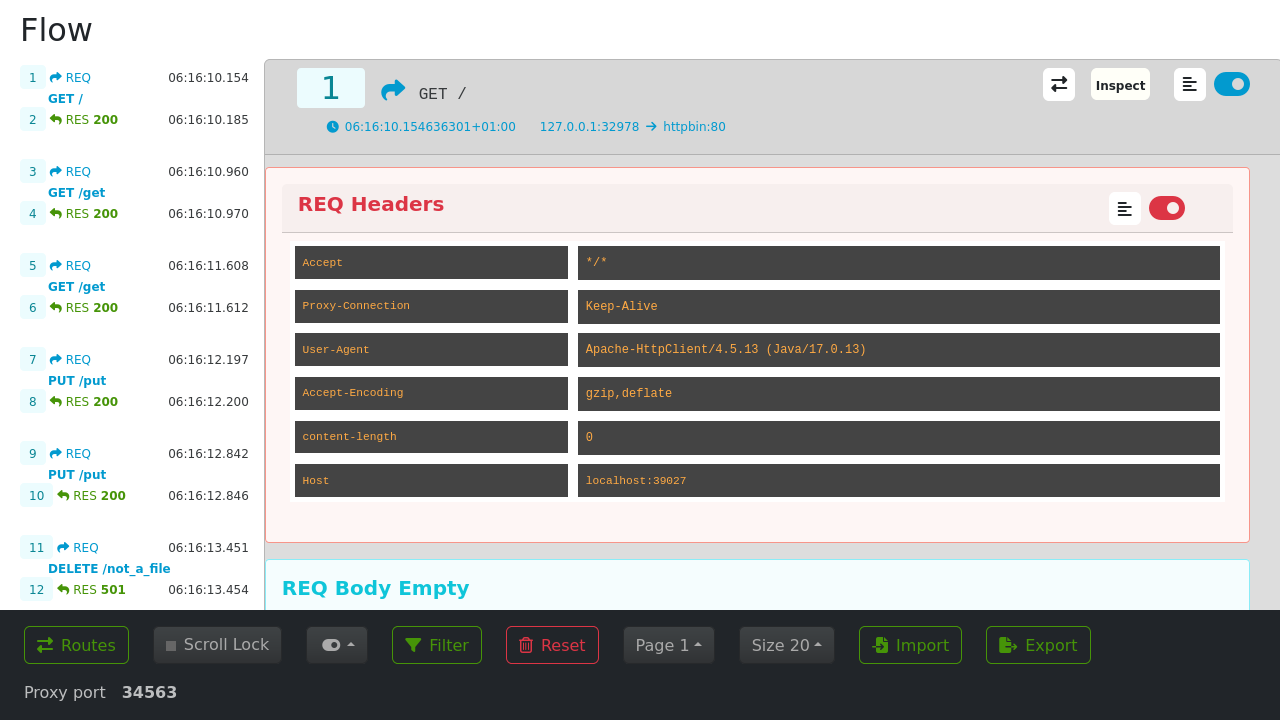 Flow
1 REQ 06:16:10.154
GET /
2 RES 200 06:16:10.185
3 REQ 06:16:10.960
GET /get
4 RES 200 06:16:10.970
5 REQ 06:16:11.608
GET /get
6 RES 200 06:16:11.612
7 REQ 06:16:12.197
PUT /put
8 RES 200 06:16:12.200
9 REQ 06:16:12.842
PUT /put
10 RES 200 06:16:12.846
11 REQ 06:16:13.451
DELETE /not_a_file
12 RES 501 06:16:13.454
1 GET / Inspect
06:16:10.154636301+01:00 127.0.0.1:32978 → httpbin:80
REQ Headers
Accept */*
Proxy-Connection Keep-Alive
User-Agent Apache-HttpClient/4.5.13 (Java/17.0.13)
Accept-Encoding gzip,deflate
content-length 0
Host localhost:39027
REQ Body Empty
Routes Scroll Lock Filter Reset Page 1 Size 20 Import Export
Proxy port 34563